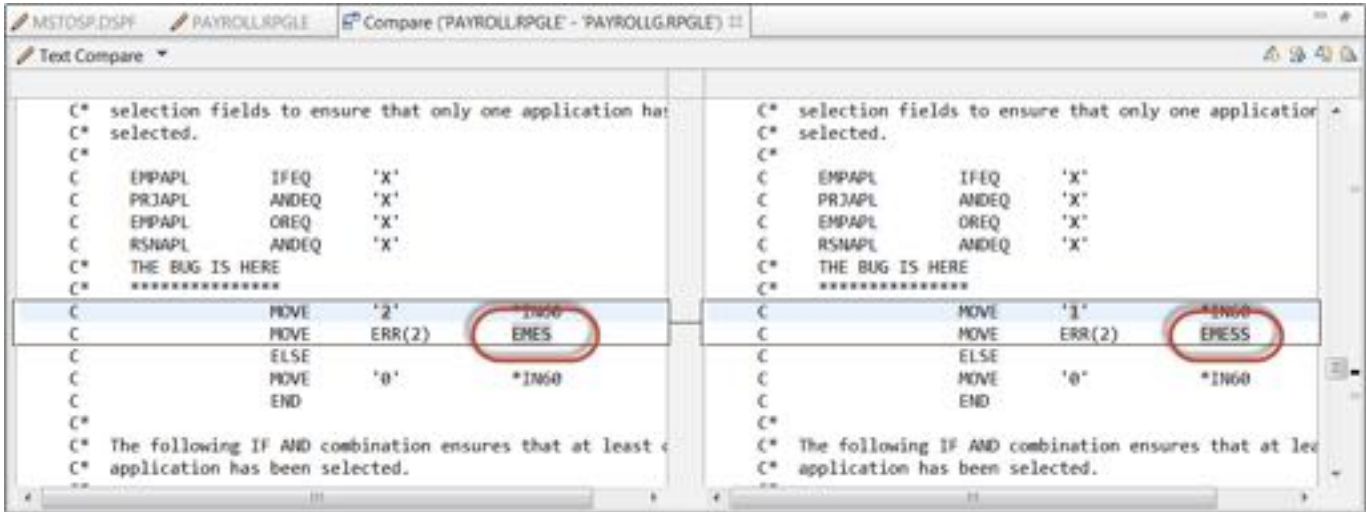 MSTDSP.DSPF PAYROLL.RPGLE Compare ('PAYROLL.RPGLE' - 'PAYROLLG.RPGLE')
Text Compare
C* selection fields to ensure that only one application has
C* selected.
C*
C EMPAPL IFEQ 'X'
C PRJAPL ANDEQ 'X'
C EMPAPL OREQ 'X'
C RSNAPL ANDEQ 'X'
C* THE BUG IS HERE
C* ***************
C MOVE '2' *IN60
C MOVE ERR(2) EMES
C ELSE
C MOVE '0' *IN60
C END
C*
C* The following IF AND combination ensures that at least
C* application has been selected.
C* selection fields to ensure that only one application
C* selected.
C*
C EMPAPL IFEQ 'X'
C PRJAPL ANDEQ 'X'
C EMPAPL OREQ 'X'
C RSNAPL ANDEQ 'X'
C* THE BUG IS HERE
C* ***************
C MOVE '1' *IN60
C MOVE ERR(2) EMESS
C ELSE
C MOVE '0' *IN60
C END
C*
C* The following IF AND combination ensures that at lea
C* application has been selected.